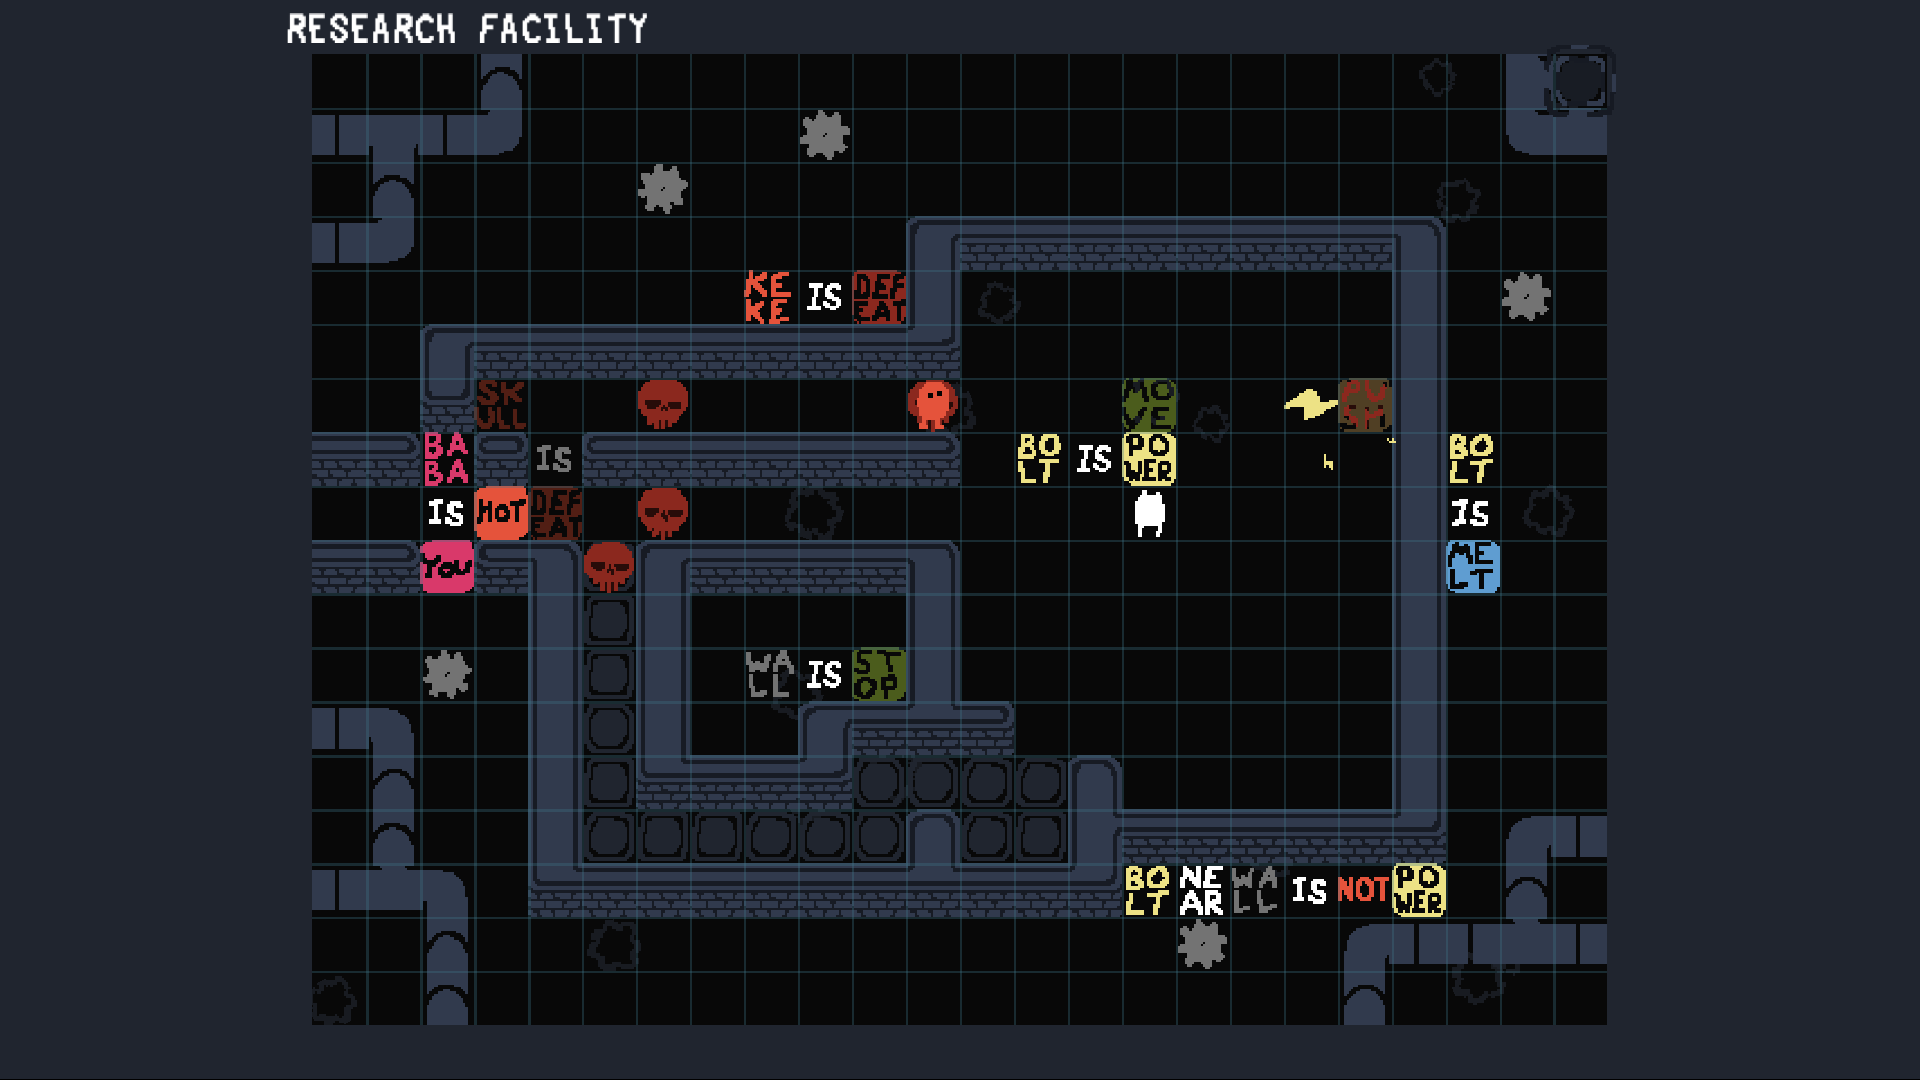 RESEARCH FACILITY
KEKE IS DEFEAT
SKULL MOVE PUSH
BABA IS BOLT IS POWER BOLT
IS HOT DEFEAT IS
YOU MELT
WALL IS STOP
BOLT NEAR WALL IS NOT POWER